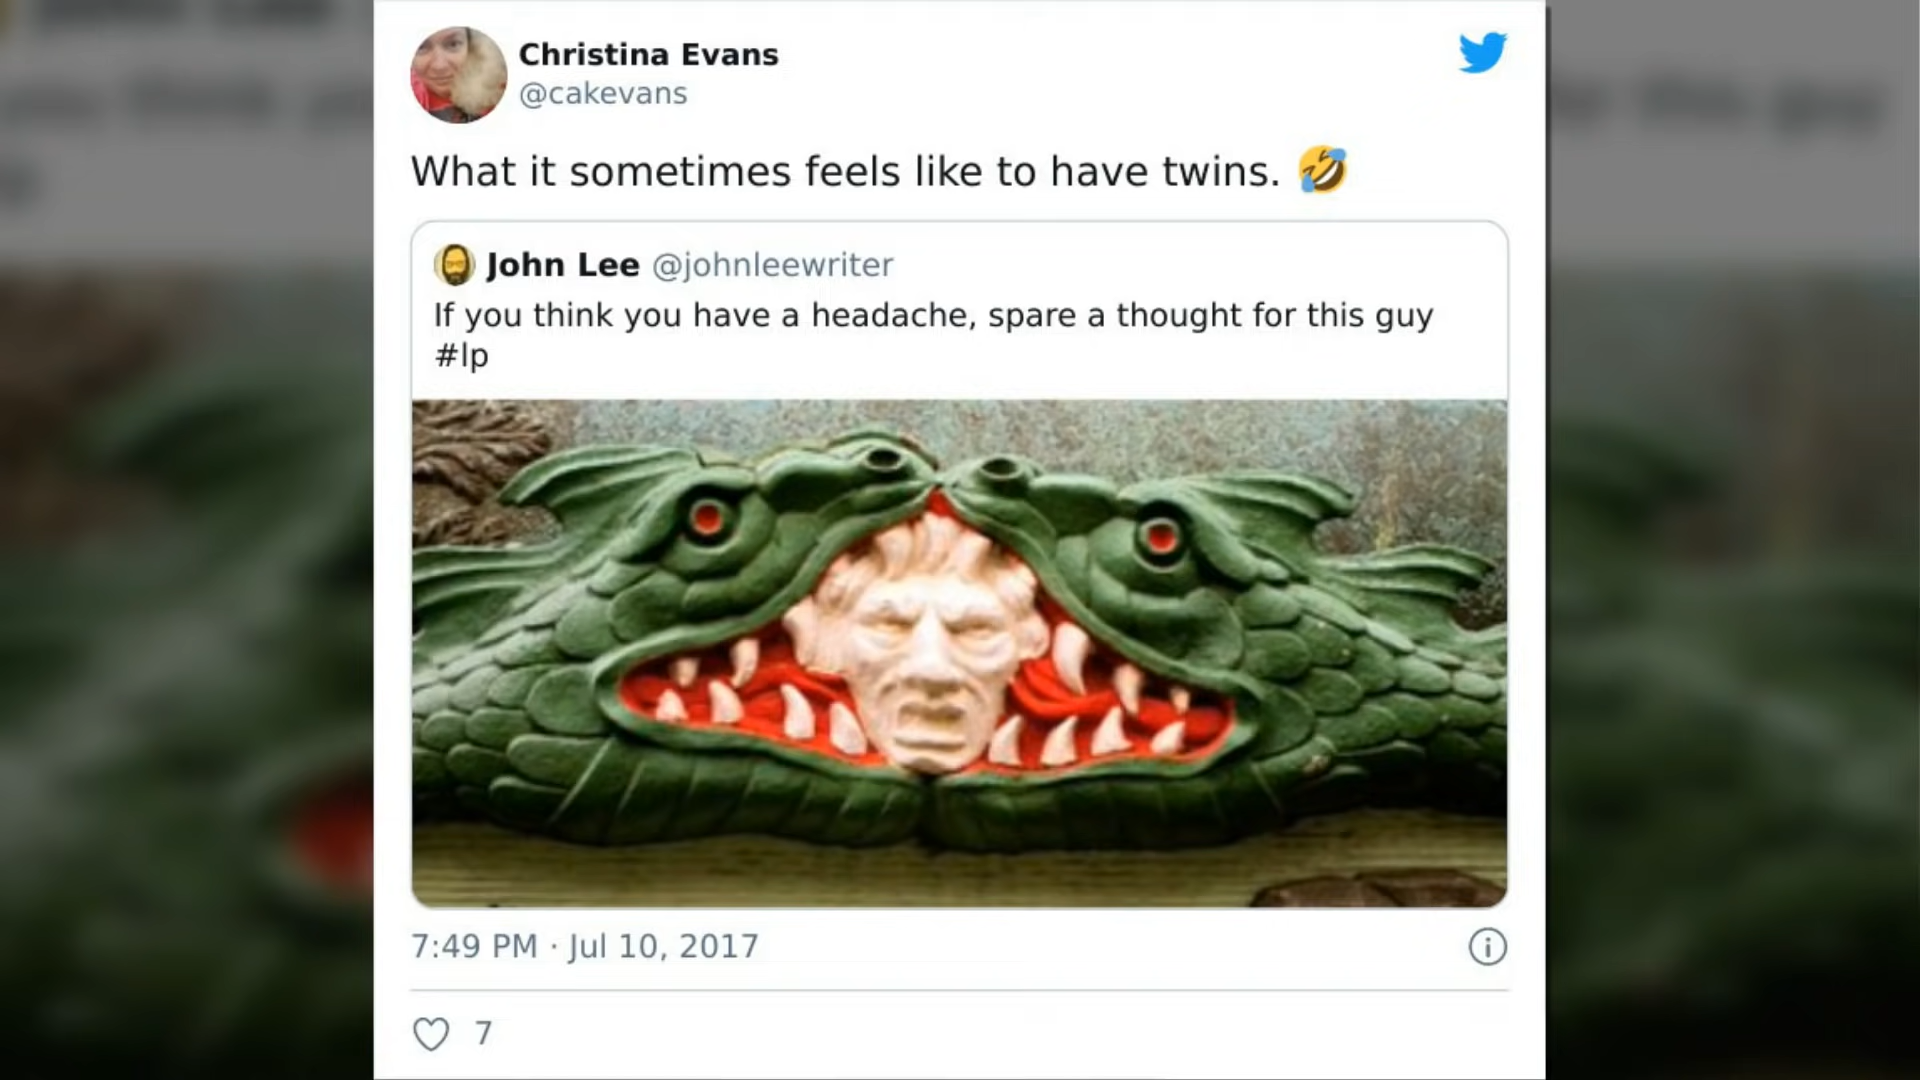 Christina Evans
@cakevans
What it sometimes feels like to have twins. 🤣
John Lee @johnleewriter
If you think you have a headache, spare a thought for this guy
#lp
7:49 PM · Jul 10, 2017
7